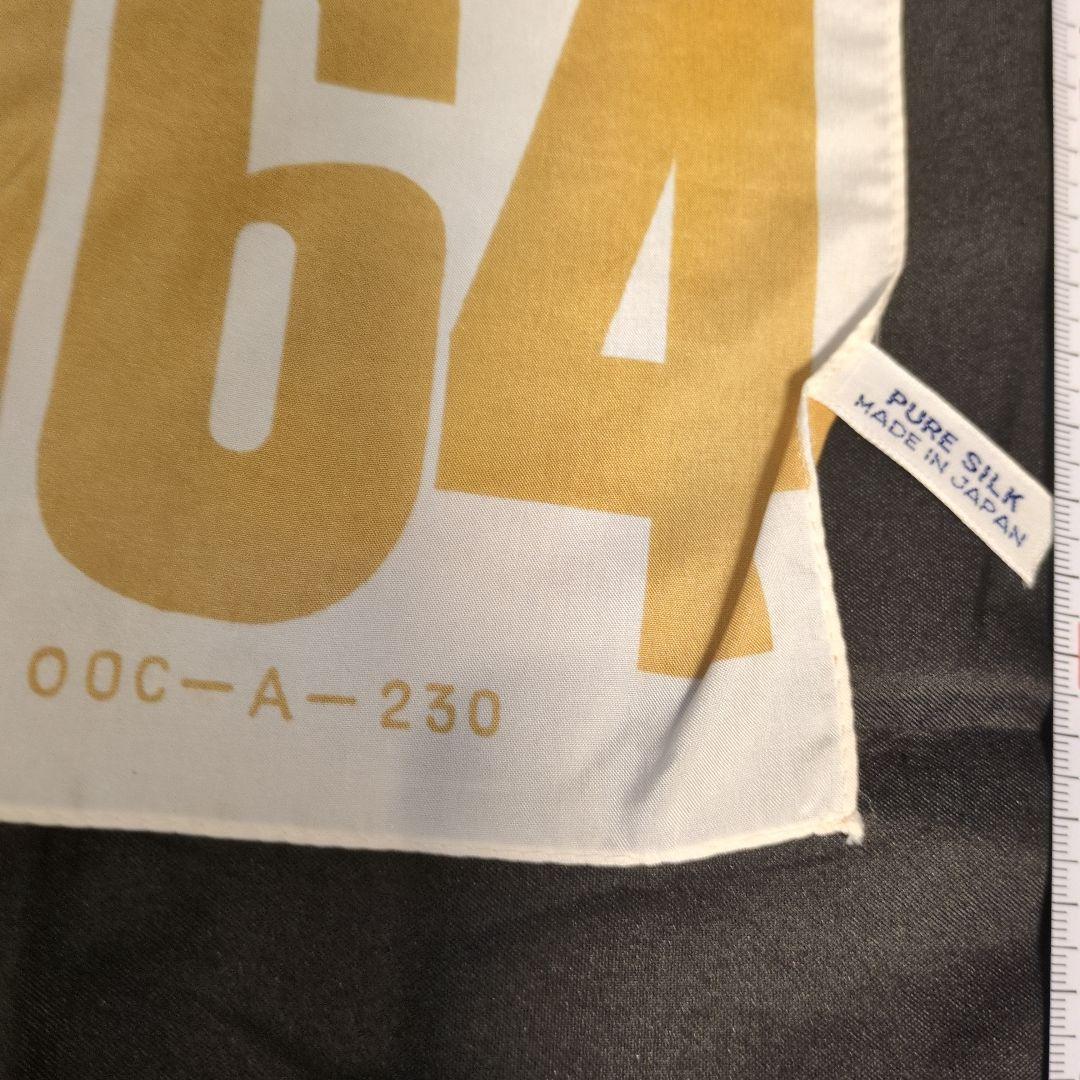 64
OOC-A-230
PURE SILK
MADE IN JAPAN